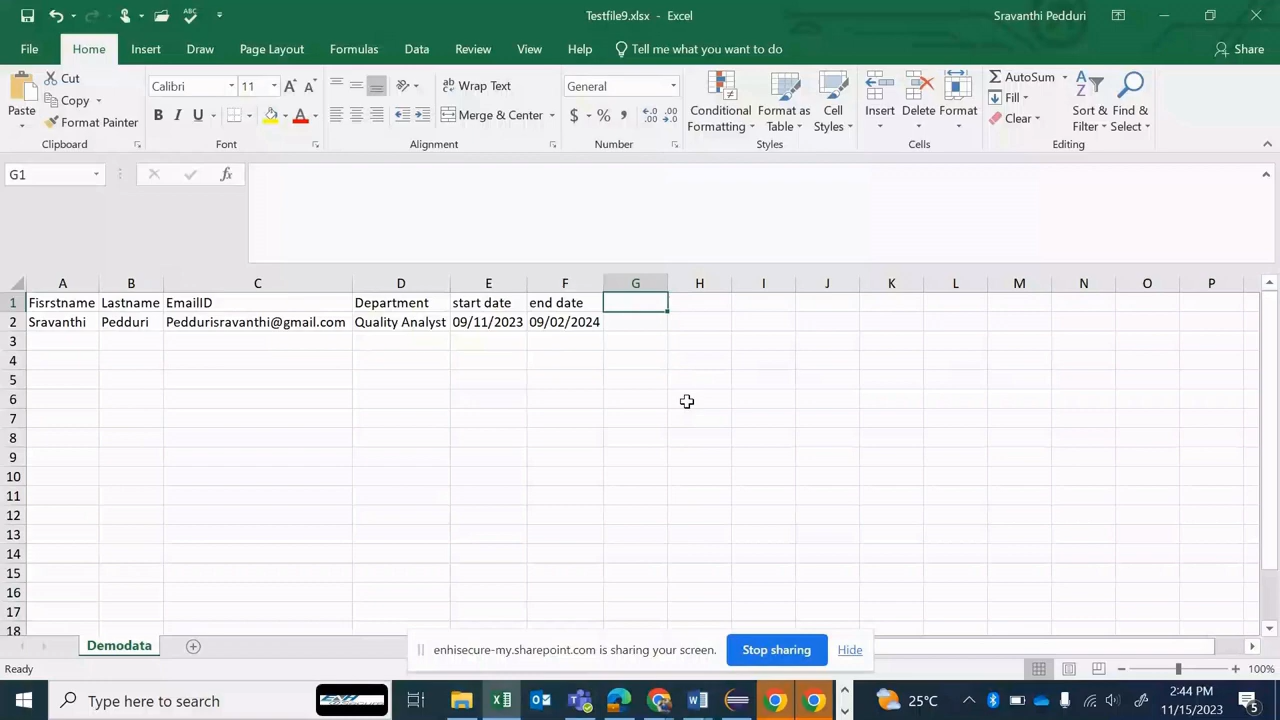 Testfile9.xlsx - Excel
Sravanthi Pedduri
File Home Insert Draw Page Layout Formulas Data Review View Help Tell me what you want to do Share
Paste
Cut
Copy
Format Painter
Clipboard
Calibri 11
B I U
Font
Wrap Text
Merge & Center
Alignment
General
$ % ,
Number
Conditional Formatting
Format as Table
Cell Styles
Styles
Insert Delete Format
Cells
AutoSum
Fill
Clear
Sort & Filter
Find & Select
Editing
G1
fx
A B C D E F G H I J K L M N O P
1 Fisrstname Lastname EmailID Department start date end date
2 Sravanthi Pedduri Peddurisravanthi@gmail.com Quality Analyst 09/11/2023 09/02/2024
3
4
5
6
7
8
9
10
11
12
13
14
15
16
17
18
Demodata
enhisecure-my.sharepoint.com is sharing your screen. Stop sharing Hide
Ready
100%
Type here to search
25°C
2:44 PM
11/15/2023
5